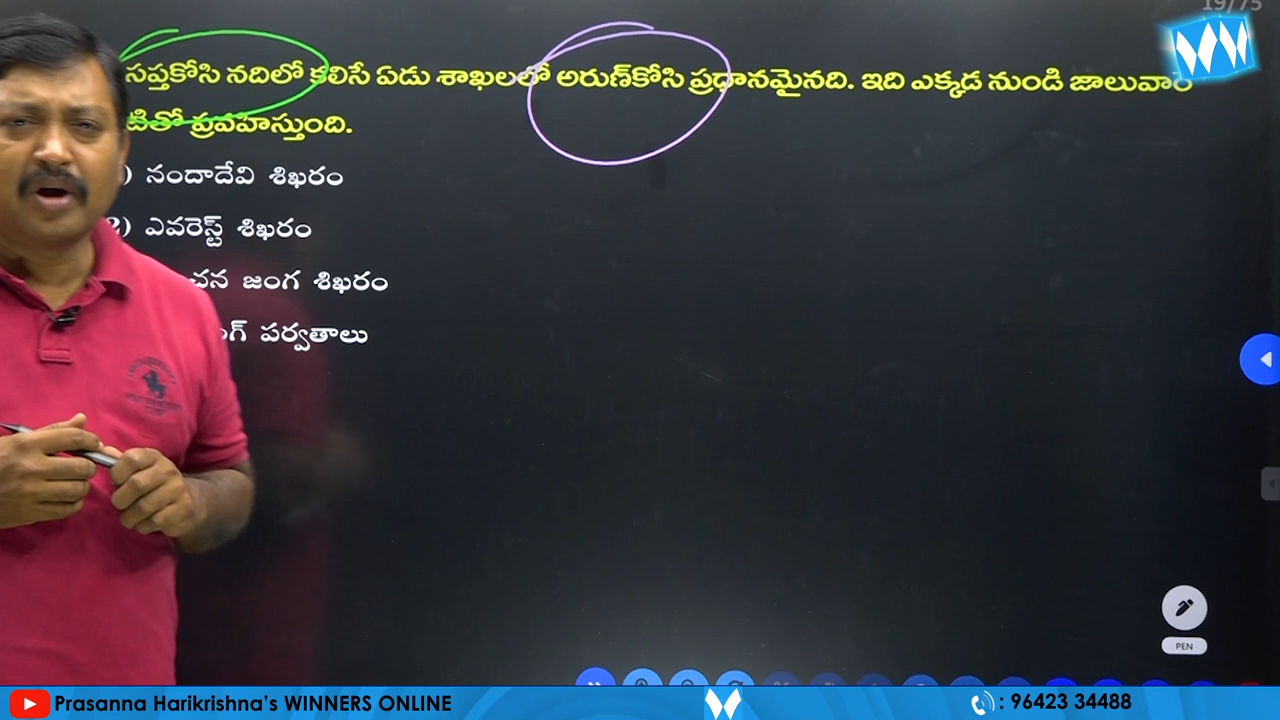 19/75
సప్తకోసి నదిలో కలిసే ఏడు శాఖలలో అరుణ్‌కోసి ప్రధానమైనది. ఇది ఎక్కడ నుండి జాలువారే
టితో ప్రవహిస్తుంది.
) నందాదేవి శిఖరం
2) ఎవరెస్ట్ శిఖరం
చన జంగ శిఖరం
గ్ పర్వతాలు
PEN
Prasanna Harikrishna's WINNERS ONLINE
: 96423 34488